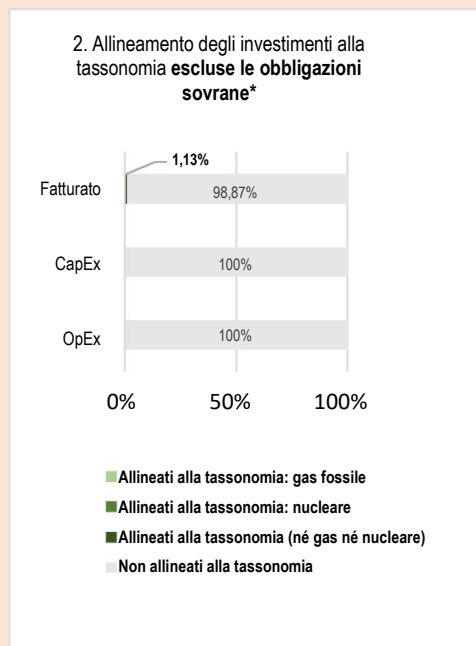 2. Allineamento degli investimenti alla
tassonomia escluse le obbligazioni
sovrane*
1,13%
Fatturato
98,87%
CapEx
100%
OpEx
100%
0%
50%
100%
Allineati alla tassonomia: gas fossile
Allineati alla tassonomia: nucleare
Allineati alla tassonomia (né gas né nucleare)
Non allineati alla tassonomia